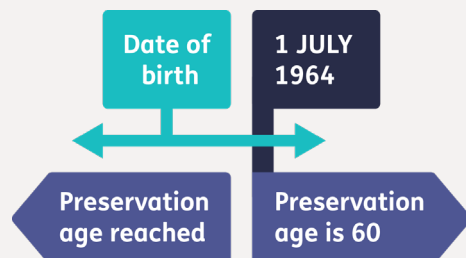 Date of
birth
1 JULY
1964
Preservation
age reached
Preservation
age is 60